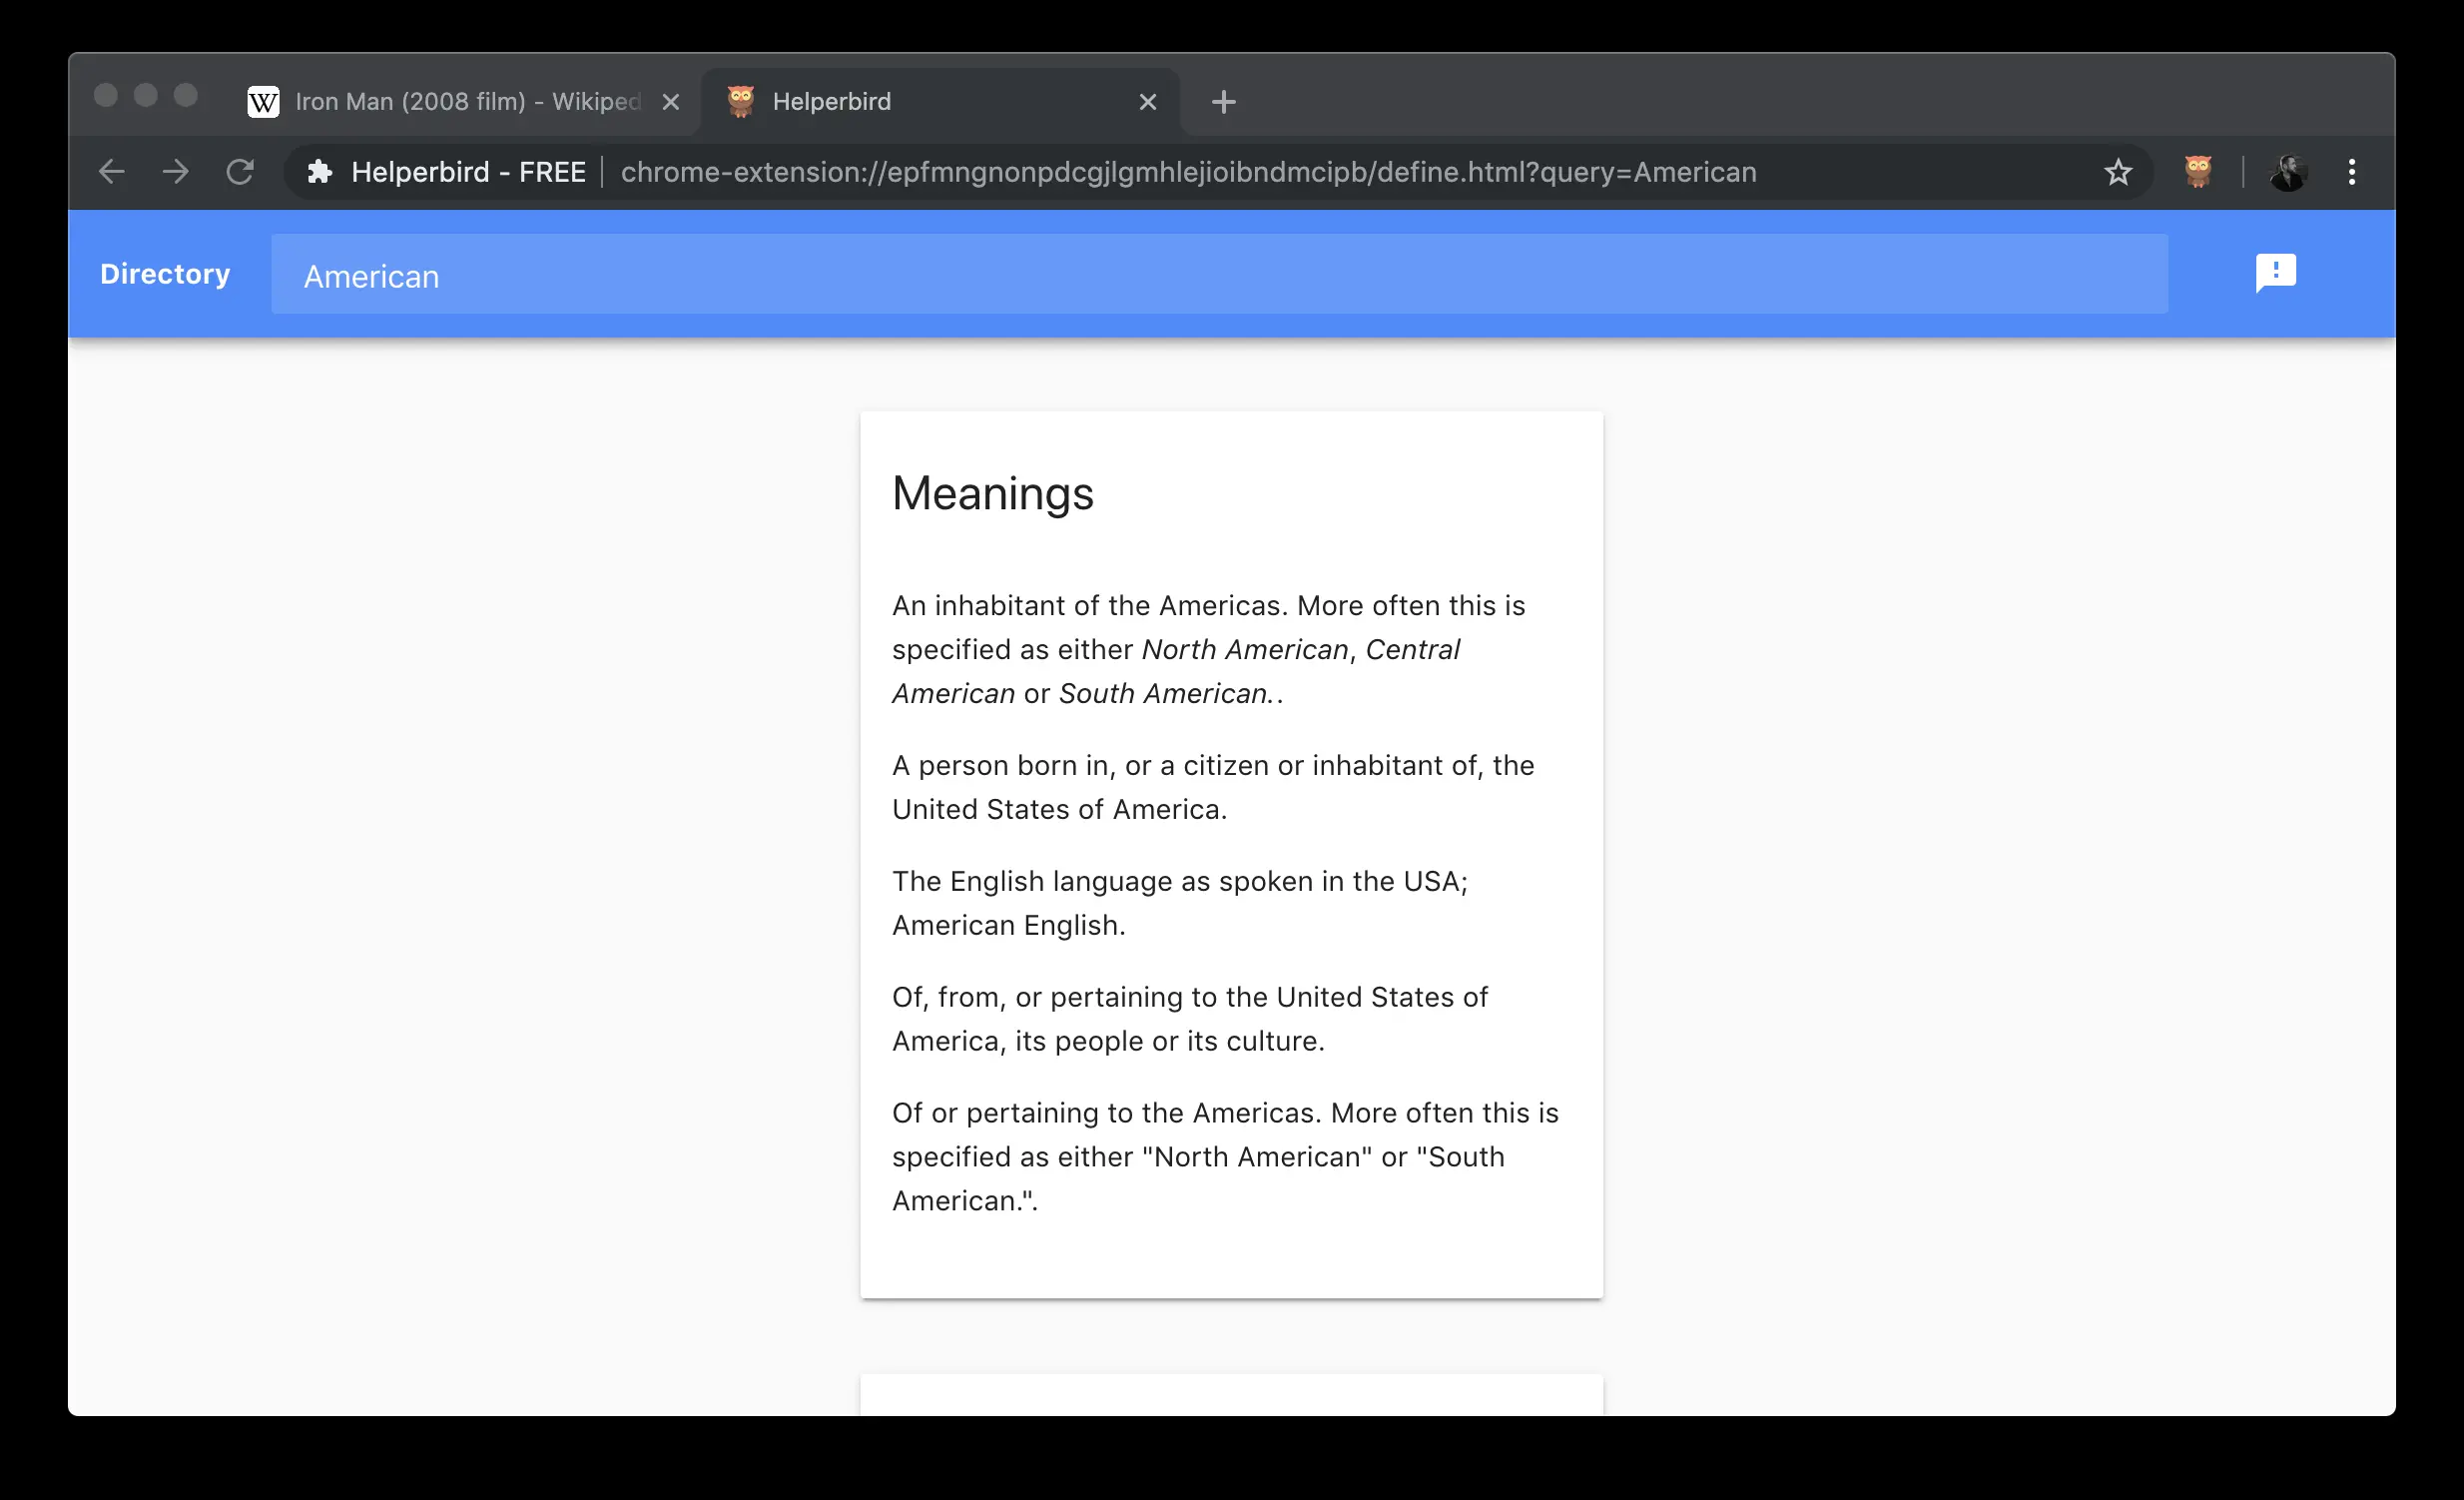 W Iron Man (2008 film) - Wikiped
Helperbird
Helperbird - FREE
chrome-extension://epfmngnonpdcgjlgmhlejioibndmcipb/define.html?query=American
Directory
American
Meanings
An inhabitant of the Americas. More often this is
specified as either North American, Central
American or South American..
A person born in, or a citizen or inhabitant of, the
United States of America.
The English language as spoken in the USA;
American English.
Of, from, or pertaining to the United States of
America, its people or its culture.
Of or pertaining to the Americas. More often this is
specified as either "North American" or "South
American.".